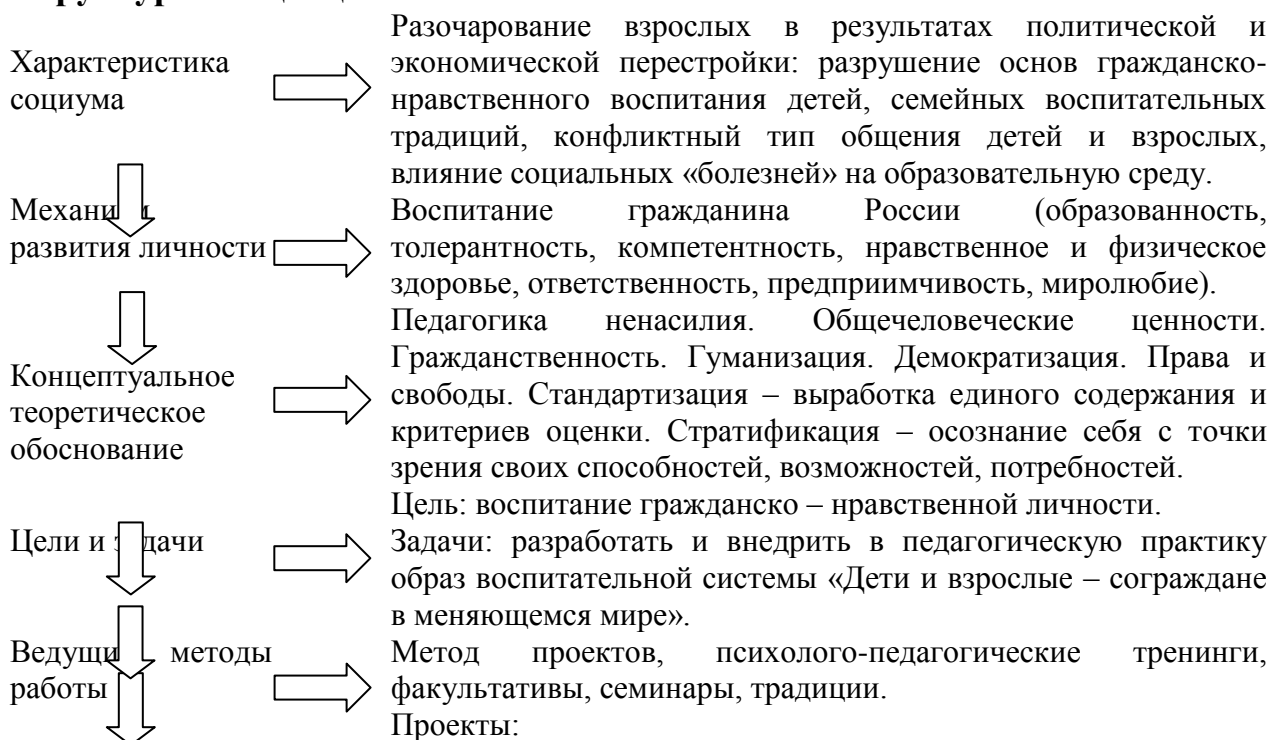 Разочарование взрослых в результатах политической и
Характеристика экономической перестройки: разрушение основ гражданско-
социума нравственного воспитания детей, семейных воспитательных
традиций, конфликтный тип общения детей и взрослых,
влияние социальных «болезней» на образовательную среду.
Воспитание гражданина России (образованность,
развития личности толерантность, компетентность, нравственное и физическое
здоровье, ответственность, предприимчивость, миролюбие).
Педагогика ненасилия. Общечеловеческие ценности.
Гражданственность. Гуманизация. Демократизация. Права и
Концептуальное
теоретическое свободы. Стандартизация – выработка единого содержания и
обоснование критериев оценки. Стратификация – осознание себя с точки
зрения своих способностей, возможностей, потребностей.
Цель: воспитание гражданско – нравственной личности.
Цели и Задачи: разработать и внедрить в педагогическую практику
образ воспитательной системы «Дети и взрослые – сограждане
в меняющемся мире».
методы Метод проектов, психолого-педагогические тренинги,
работы факультативы, семинары, традиции.
Проекты: